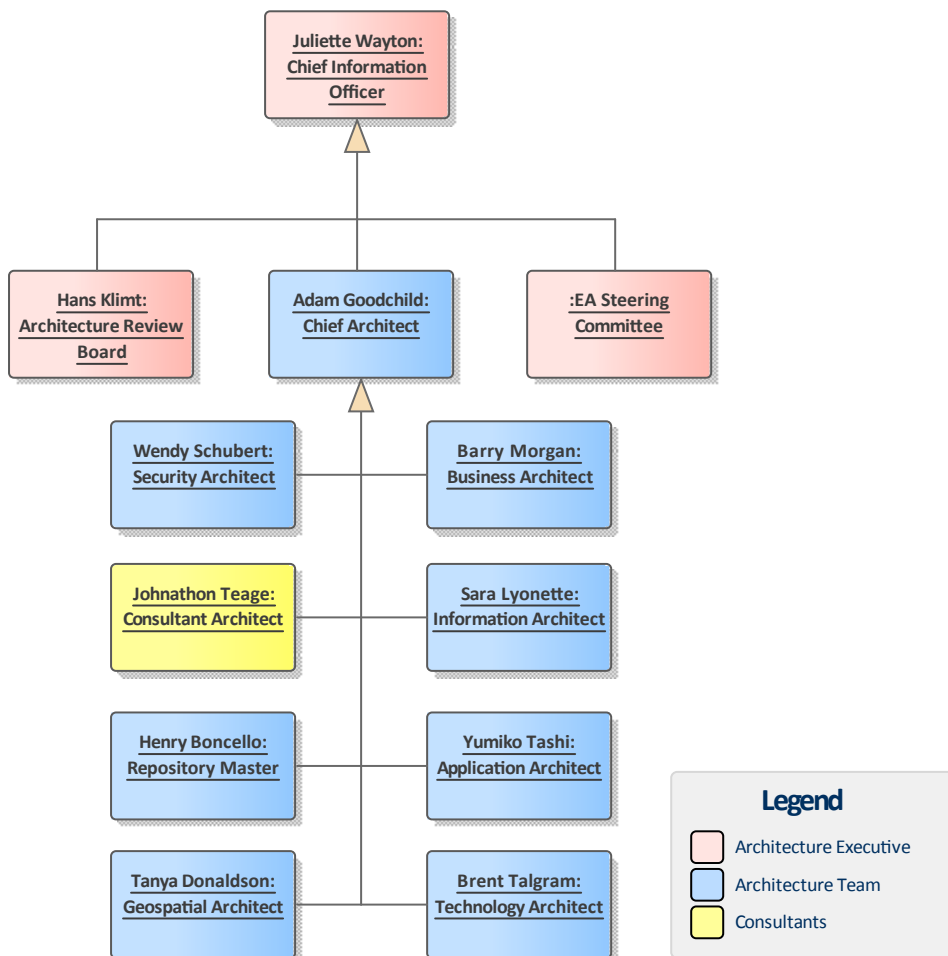 Juliette Wayton:
Chief Information
Officer
Hans Klimt:
Architecture Review
Board
Adam Goodchild:
Chief Architect
:EA Steering
Committee
Wendy Schubert:
Security Architect
Barry Morgan:
Business Architect
Johnathon Teage:
Consultant Architect
Sara Lyonette:
Information Architect
Henry Boncello:
Repository Master
Yumiko Tashi:
Application Architect
Tanya Donaldson:
Geospatial Architect
Brent Talgram:
Technology Architect
Legend
Architecture Executive
Architecture Team
Consultants